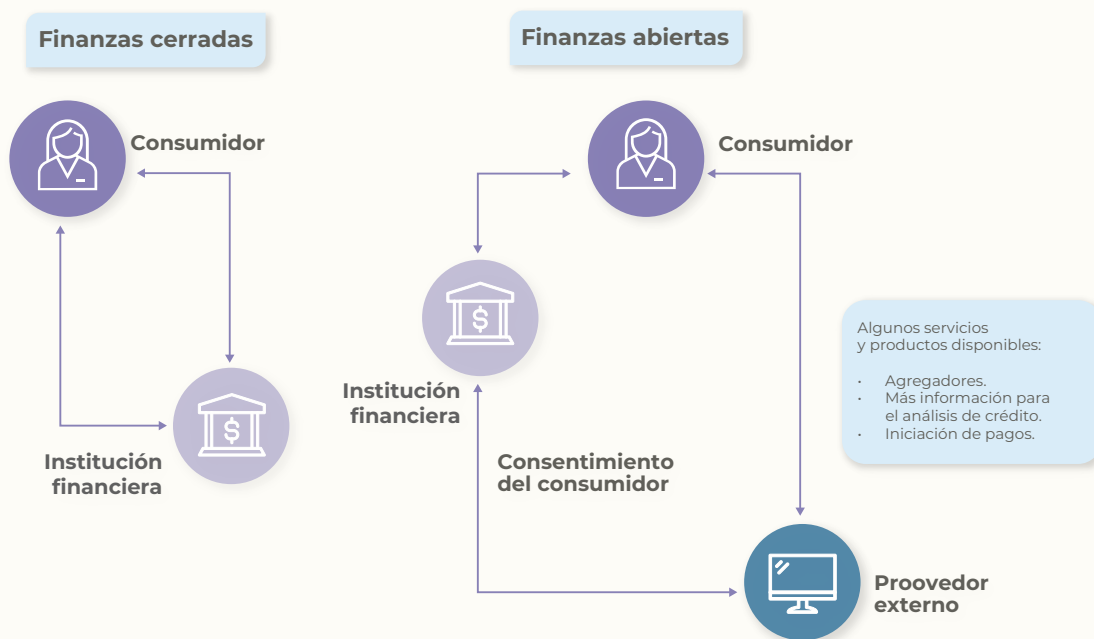 Finanzas cerradas
Consumidor
Institución
financiera
Finanzas abiertas
Consumidor
Institución
financiera
Consentimiento
del consumidor
Algunos servicios
y productos disponibles:
· Agregadores.
· Más información para
el análisis de crédito.
· Iniciación de pagos.
Proovedor
externo